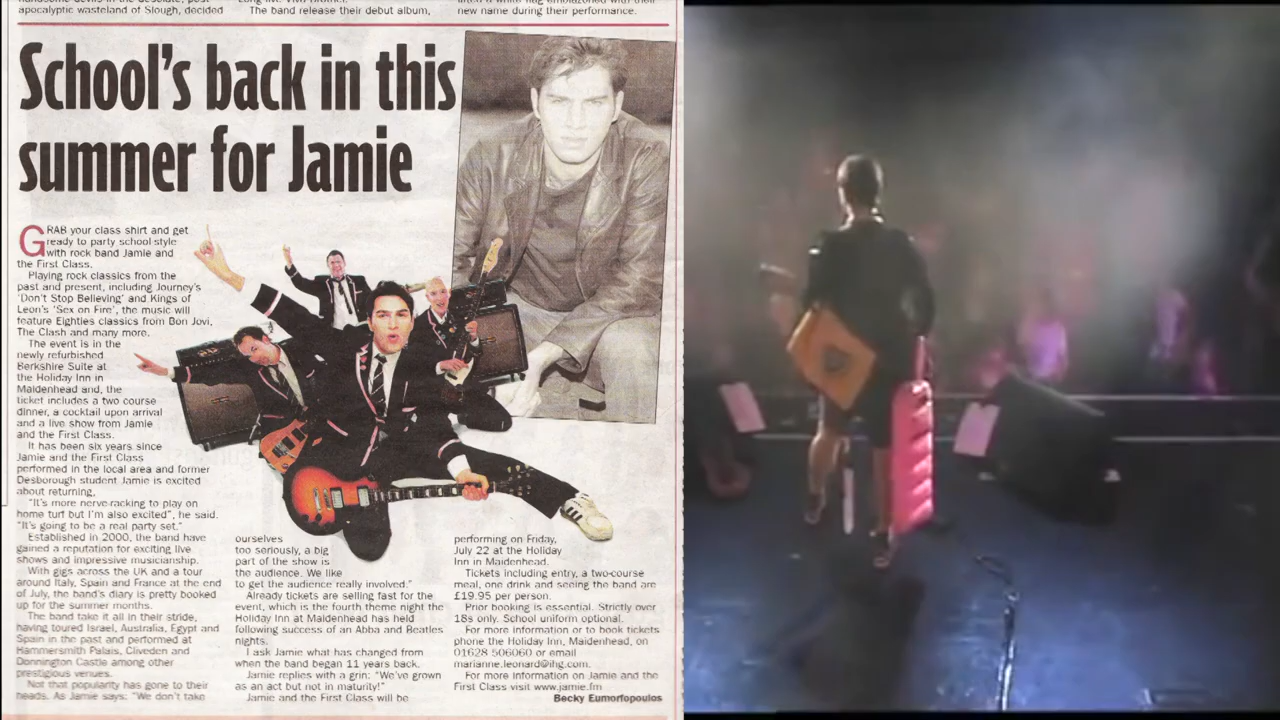 apocalyptic wasteland of Slough, decided
The band release their debut album,
new name during their performance.
School's back in this
summer for Jamie
GRAB your class shirt and get
ready to party school-style
with rock band Jamie and
the First Class.
Playing rock classics from the
past and present, including Journey's
'Don't Stop Believing' and Kings of
Leon's 'Sex on Fire', the music will
feature Eighties classics from Bon Jovi,
The Clash and many more.
The event is in the
newly refurbished
Berkshire Suite at
the Holiday Inn in
Maidenhead and, the
ticket includes a two course
dinner, a cocktail upon arrival
and a live show from Jamie
and the First Class.
It has been six years since
Jamie and the First Class
performed in the local area and former
Desborough student Jamie is excited
about returning.
"It's more nerve-racking to play on
home turf but I'm also excited", he said.
"It's going to be a real party set."
Established in 2000, the band have
gained a reputation for exciting live
shows and impressive musicianship.
With gigs across the UK and a tour
around Italy, Spain and France at the end
of July, the band's diary is pretty booked
up for the summer months.
The band take it all in their stride,
having toured Israel, Australia, Egypt and
Spain in the past and performed at
Hammersmith Palais, Cliveden and
Donnington Castle among other
prestigious venues.
Not that popularity has gone to their
heads. As Jamie says: "We don't take
ourselves
too seriously, a big
part of the show is
the audience. We like
to get the audience really involved."
Already tickets are selling fast for the
event, which is the fourth theme night the
Holiday Inn at Maidenhead has held
following success of an Abba and Beatles
nights.
I ask Jamie what has changed from
when the band began 11 years back.
Jamie replies with a grin: "We've grown
as an act but not in maturity!"
Jamie and the First Class will be
performing on Friday,
July 22 at the Holiday
Inn in Maidenhead.
Tickets including entry, a two-course
meal, one drink and seeing the band are
£19.95 per person.
Prior booking is essential. Strictly over
18s only. School uniform optional.
For more information or to book tickets
phone the Holiday Inn, Maidenhead, on
01628 506060 or email
marianne.leonard@ihg.com.
For more information on Jamie and the
First Class visit www.jamie.fm
Becky Eumorfopoulos